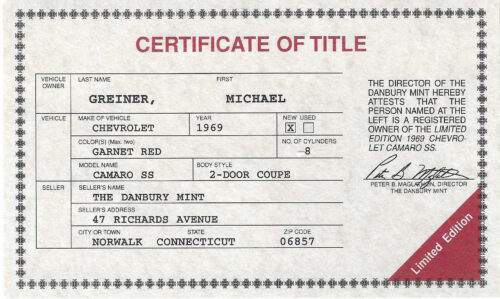 CERTIFICATE OF TITLE
VEHICLE OWNER
LAST NAME FIRST
GREINER, MICHAEL
VEHICLE
MAKE OF VEHICLE YEAR NEW USED
CHEVROLET 1969 X
COLOR(S) (Max: two) NO. OF CYLINDERS
GARNET RED –8
MODEL NAME BODY STYLE
CAMARO SS 2-DOOR COUPE
SELLER
SELLER'S NAME
THE DANBURY MINT
SELLER'S ADDRESS
47 RICHARDS AVENUE
CITY OR TOWN STATE ZIP CODE
NORWALK CONNECTICUT 06857
THE DIRECTOR OF THE
DANBURY MINT HEREBY
ATTESTS THAT THE
PERSON NAMED AT THE
LEFT IS A REGISTERED
OWNER OF THE LIMITED
EDITION 1969 CHEVRO-
LET CAMARO SS.
PETER B. DIRECTOR
THE DANBURY MINT
Limited Edition